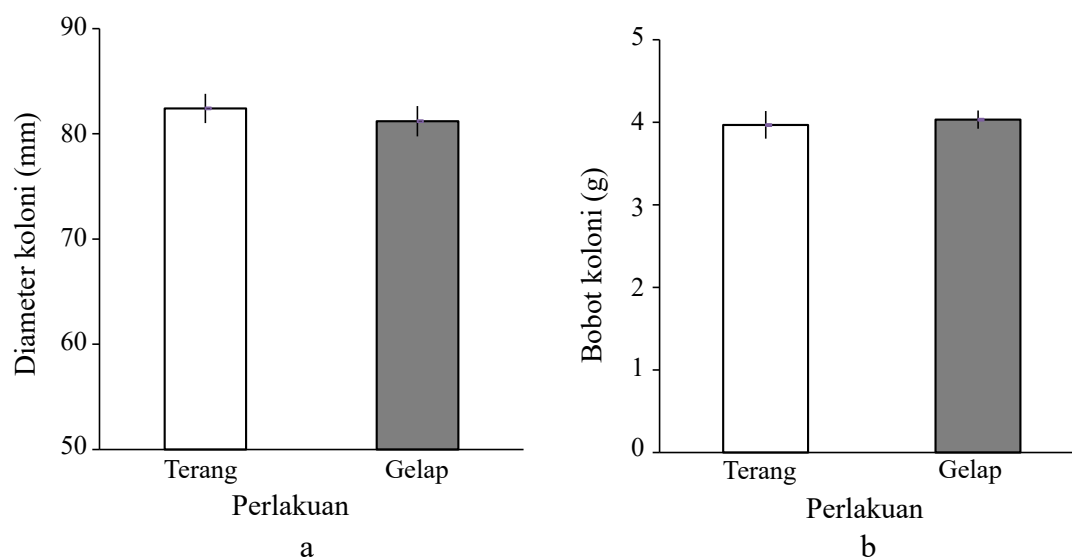 Diameter koloni (mm)
90
80
70
60
50
Terang
Gelap
Perlakuan
a
Bobot koloni (g)
5
4
3
2
1
0
Terang
Gelap
Perlakuan
b